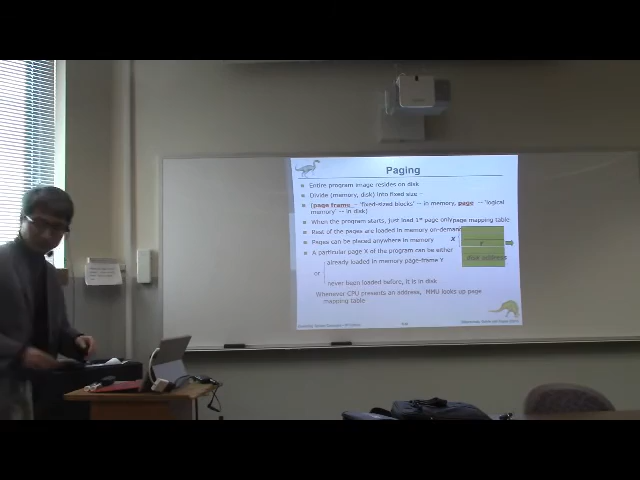 Paging
Entire program image resides on disk
Divide (memory, disk) into fixed size –
(page frame – "fixed-sized blocks" -- in memory, page -- "logical
memory" -- in disk)
When the program starts, just load 1st page only
page mapping table
Rest of the pages are loaded in memory on-demand
Pages can be placed anywhere in memory
X
A particular page X of the program can be either
already loaded in memory page-frame Y
or
never been loaded before, it is in disk
Whenever CPU presents an address, MMU looks up page
mapping table